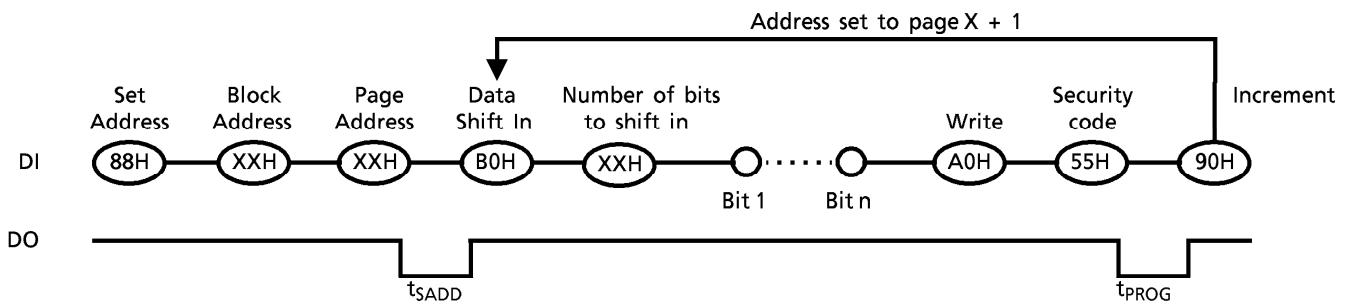 Address set to page X + 1
Set Address
Block Address
Page Address
Data Shift In
Number of bits to shift in
Write
Security code
Increment
DI
88H
XXH
XXH
B0H
XXH
A0H
55H
90H
Bit 1
Bit n
DO
tSADD
tPROG